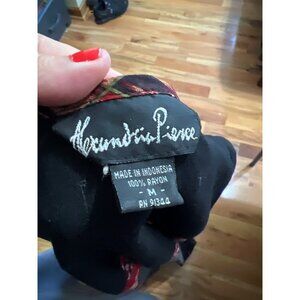 Alexandria Pierce
MADE IN INDONESIA
100% RAYON
- M -
RN 91344